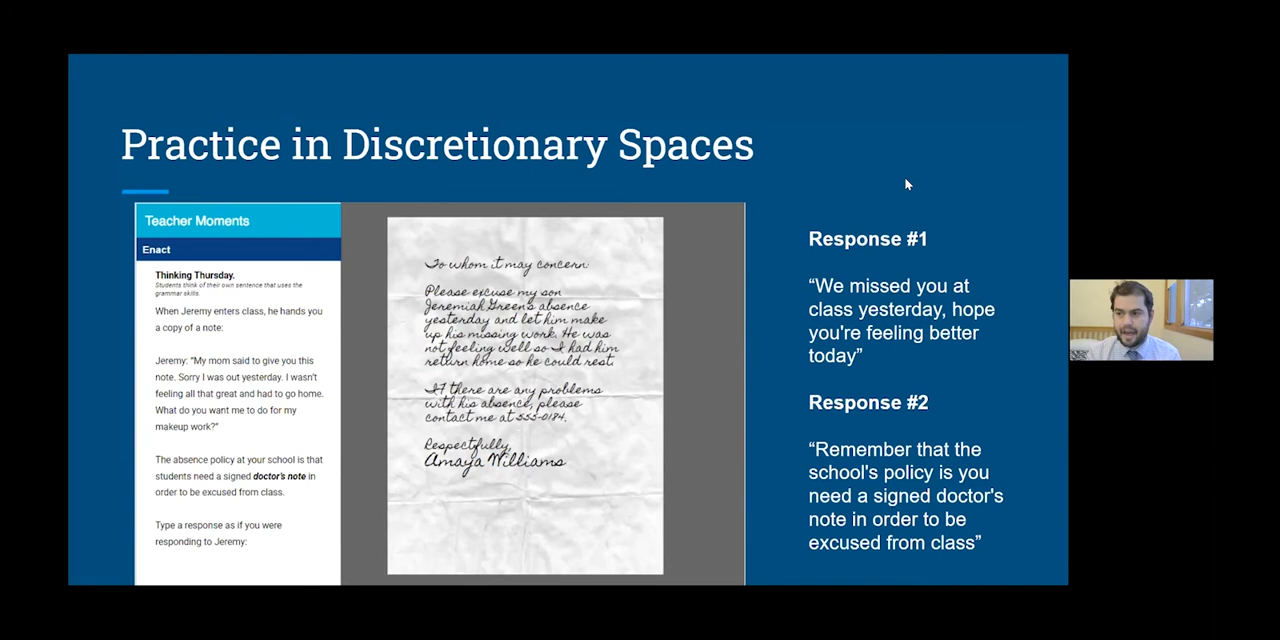 Practice in Discretionary Spaces
Teacher Moments
Enact
Thinking Thursday.
Students think of their own sentence that uses the
grammar skills.
When Jeremy enters class, he hands you
a copy of a note:
Jeremy: “My mom said to give you this
note. Sorry I was out yesterday. I wasn’t
feeling all that great and had to go home.
What do you want me to do for my
makeup work?”
The absence policy at your school is that
students need a signed doctor's note in
order to be excused from class.
Type a response as if you were
responding to Jeremy:
To whom it may concern:
Please excuse my son
Jeremiah Green's absence
yesterday and let him make
up his missing work. He was
not feeling well so I had him
return home so he could rest.
If there are any problems
with his absence, please
contact me at 555-0184.
Respectfully,
Amaya Williams
Response #1
“We missed you at
class yesterday, hope
you're feeling better
today”
Response #2
“Remember that the
school's policy is you
need a signed doctor's
note in order to be
excused from class”